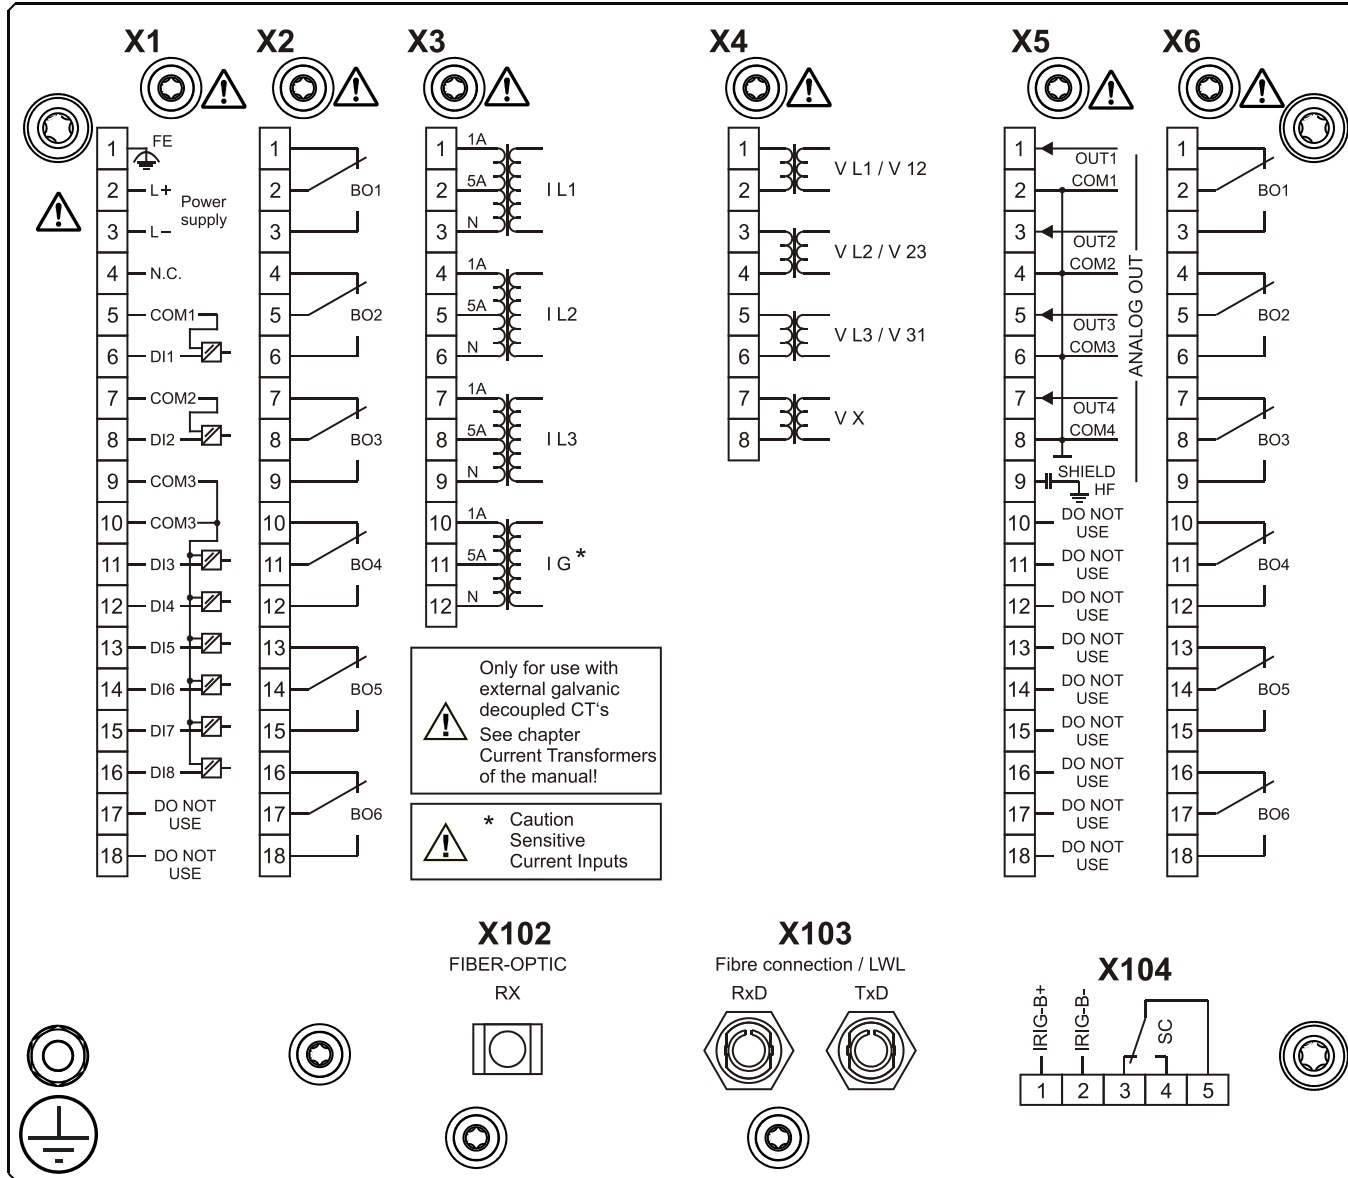 X1 X2 X3 X4 X5 X6
1 FE
2 L+
Power
supply
3 L-
4 N.C.
5 COM1
6 DI1
7 COM2
8 DI2
9 COM3
10 COM3
11 DI3
12 DI4
13 DI5
14 DI6
15 DI7
16 DI8
17 DO NOT
USE
18 DO NOT
USE
1
2 BO1
3
4
5 BO2
6
7
8 BO3
9
10
11 BO4
12
13
14 BO5
15
16
17 BO6
18
1 1A
2 5A I L1
3 N
4 1A
5 5A I L2
6 N
7 1A
8 5A I L3
9 N
10 1A
11 5A I G *
12 N
Only for use with
external galvanic
decoupled CT's
See chapter
Current Transformers
of the manual!
* Caution
Sensitive
Current Inputs
1
V L1 / V 12
2
3
V L2 / V 23
4
5
V L3 / V 31
6
7
V X
8
1 OUT1
2 COM1
3 OUT2
4 COM2
5 OUT3
6 COM3
7 OUT4
8 COM4
ANALOG OUT
9 SHIELD
HF
10 DO NOT
USE
11 DO NOT
USE
12 DO NOT
USE
13 DO NOT
USE
14 DO NOT
USE
15 DO NOT
USE
16 DO NOT
USE
17 DO NOT
USE
18 DO NOT
USE
1
2 BO1
3
4
5 BO2
6
7
8 BO3
9
10
11 BO4
12
13
14 BO5
15
16
17 BO6
18
X102
FIBER-OPTIC
RX
X103
Fibre connection / LWL
RxD TxD
X104
IRIG-B+
IRIG-B-
SC
1 2 3 4 5